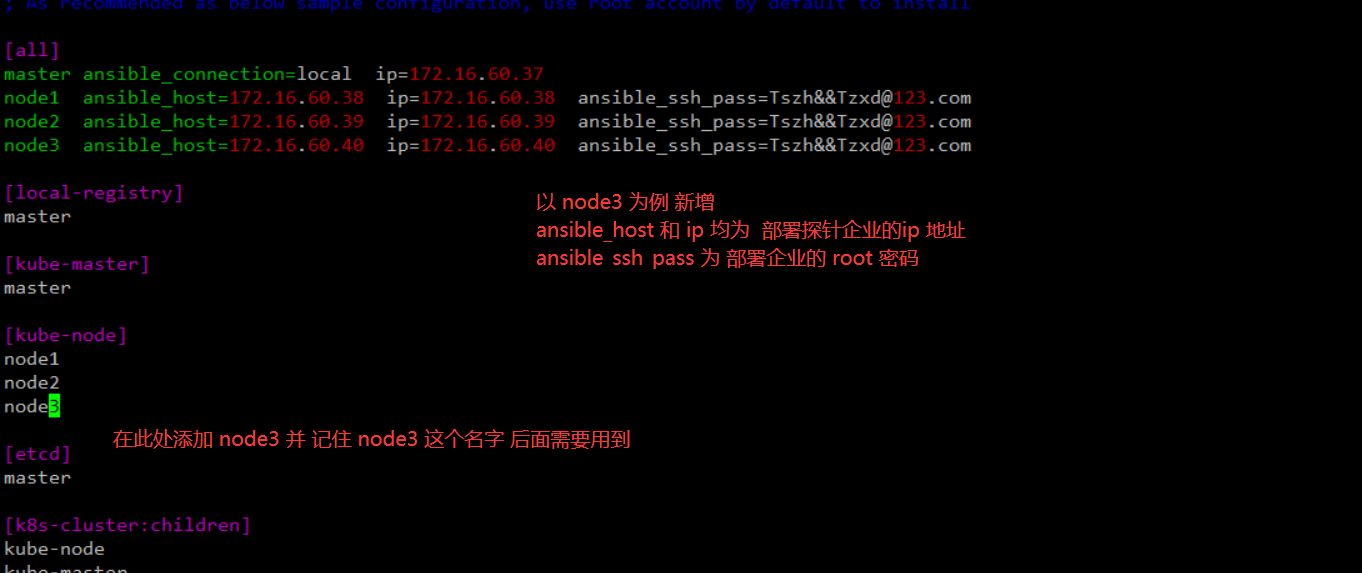 ; As recommended as below sample configuration, use root account by default to install
[all]
master ansible_connection=local ip=172.16.60.37
node1 ansible_host=172.16.60.38 ip=172.16.60.38 ansible_ssh_pass=Tszh&&Tzxd@123.com
node2 ansible_host=172.16.60.39 ip=172.16.60.39 ansible_ssh_pass=Tszh&&Tzxd@123.com
node3 ansible_host=172.16.60.40 ip=172.16.60.40 ansible_ssh_pass=Tszh&&Tzxd@123.com
[local-registry]
master
以 node3 为例 新增
ansible_host 和 ip 均为 部署探针企业的ip 地址
ansible_ssh_pass 为 部署企业的 root 密码
[kube-master]
master
[kube-node]
node1
node2
node3
在此处添加 node3 并 记住 node3 这个名字 后面需要用到
[etcd]
master
[k8s-cluster:children]
kube-node
kube-master